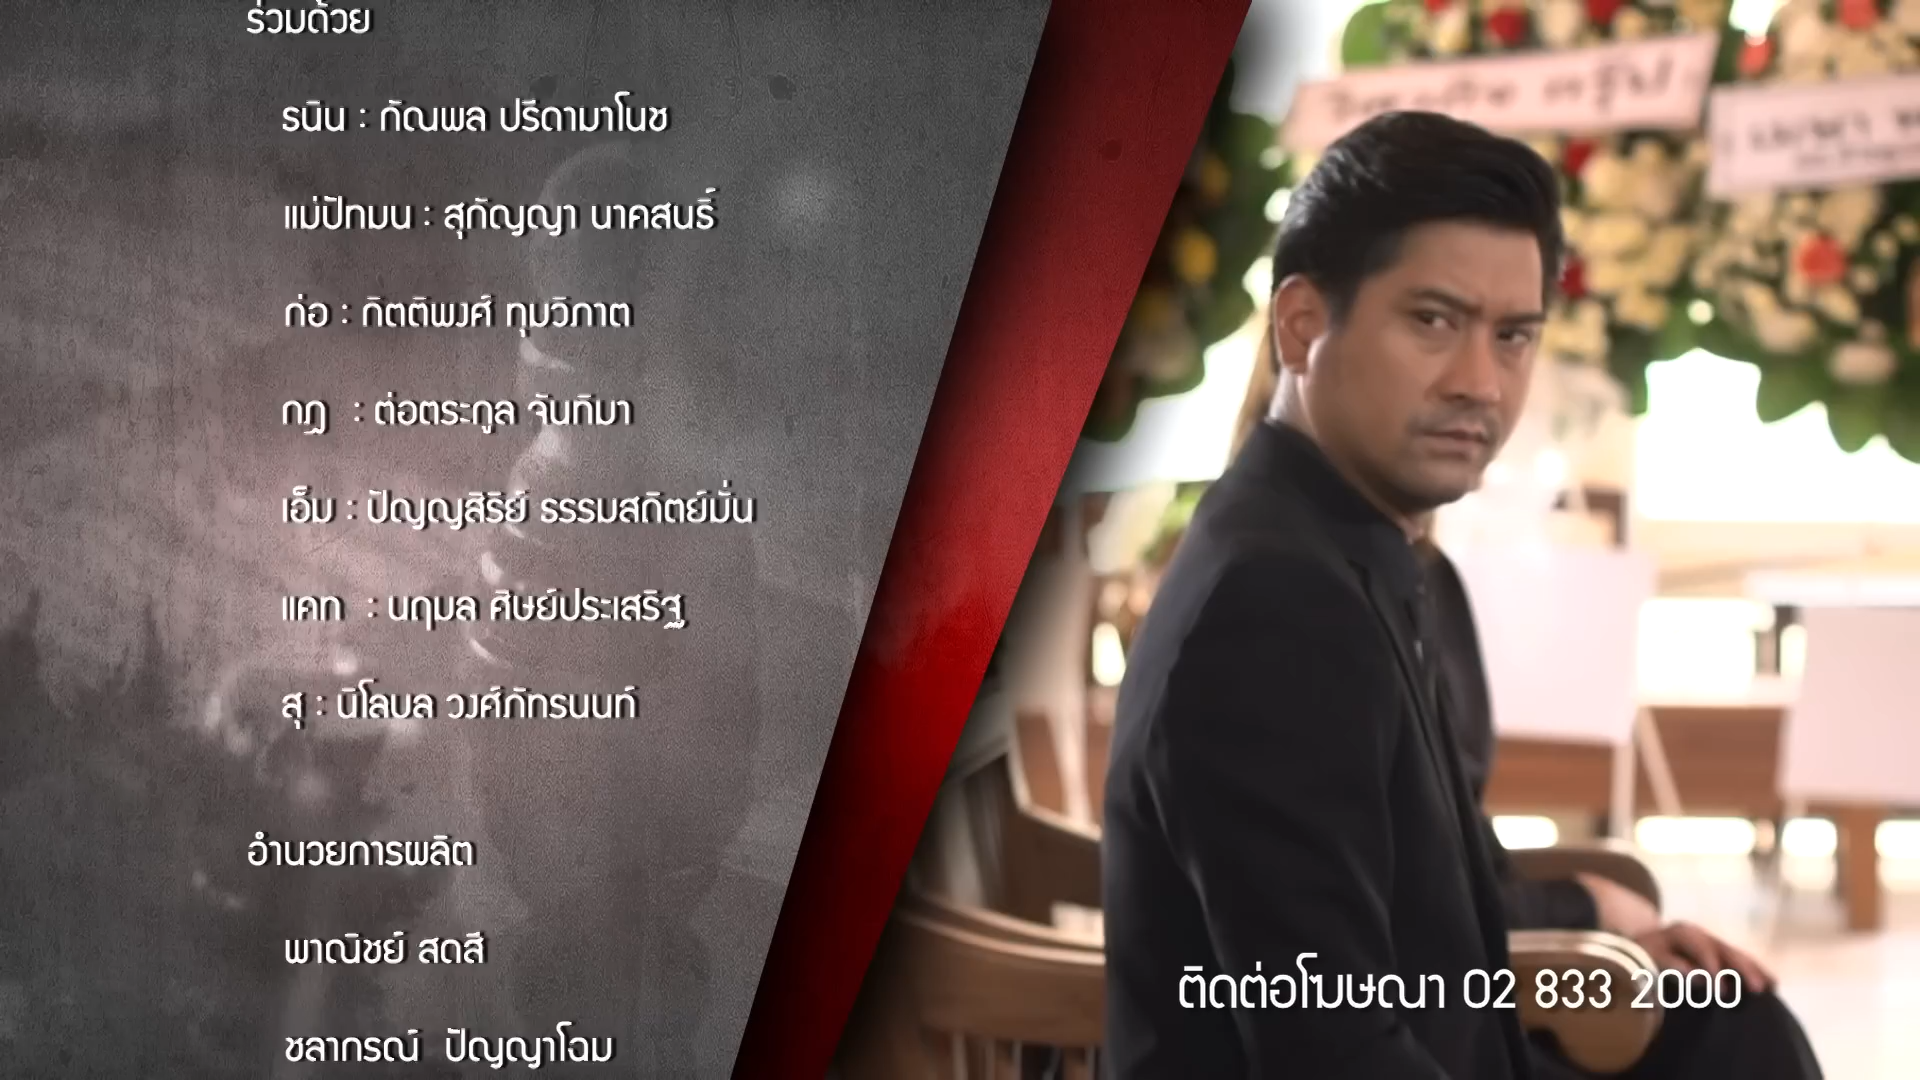 ร่วมด้วย
ธนิน : กัณพล ปรีดามาโนช
แม่ปัทมน : สุกัญญา นาคสนธิ์
ก่อ : กิตติพงศ์ ทุมวิภาต
กฎ : ต่อตระกูล จันทิมา
เอ็ม : ปัญญสิริย์ ธรรมสถิตย์มั่น
แคท : นฤมล ศิษย์ประเสริฐ
สุ : นิโลบล วงศ์ภัทรนนท์
อำนวยการผลิต
พาณิชย์ สดสี
ชลากรณ์ ปัญญาโฉม
ติดต่อโฆษณา 02 833 2000